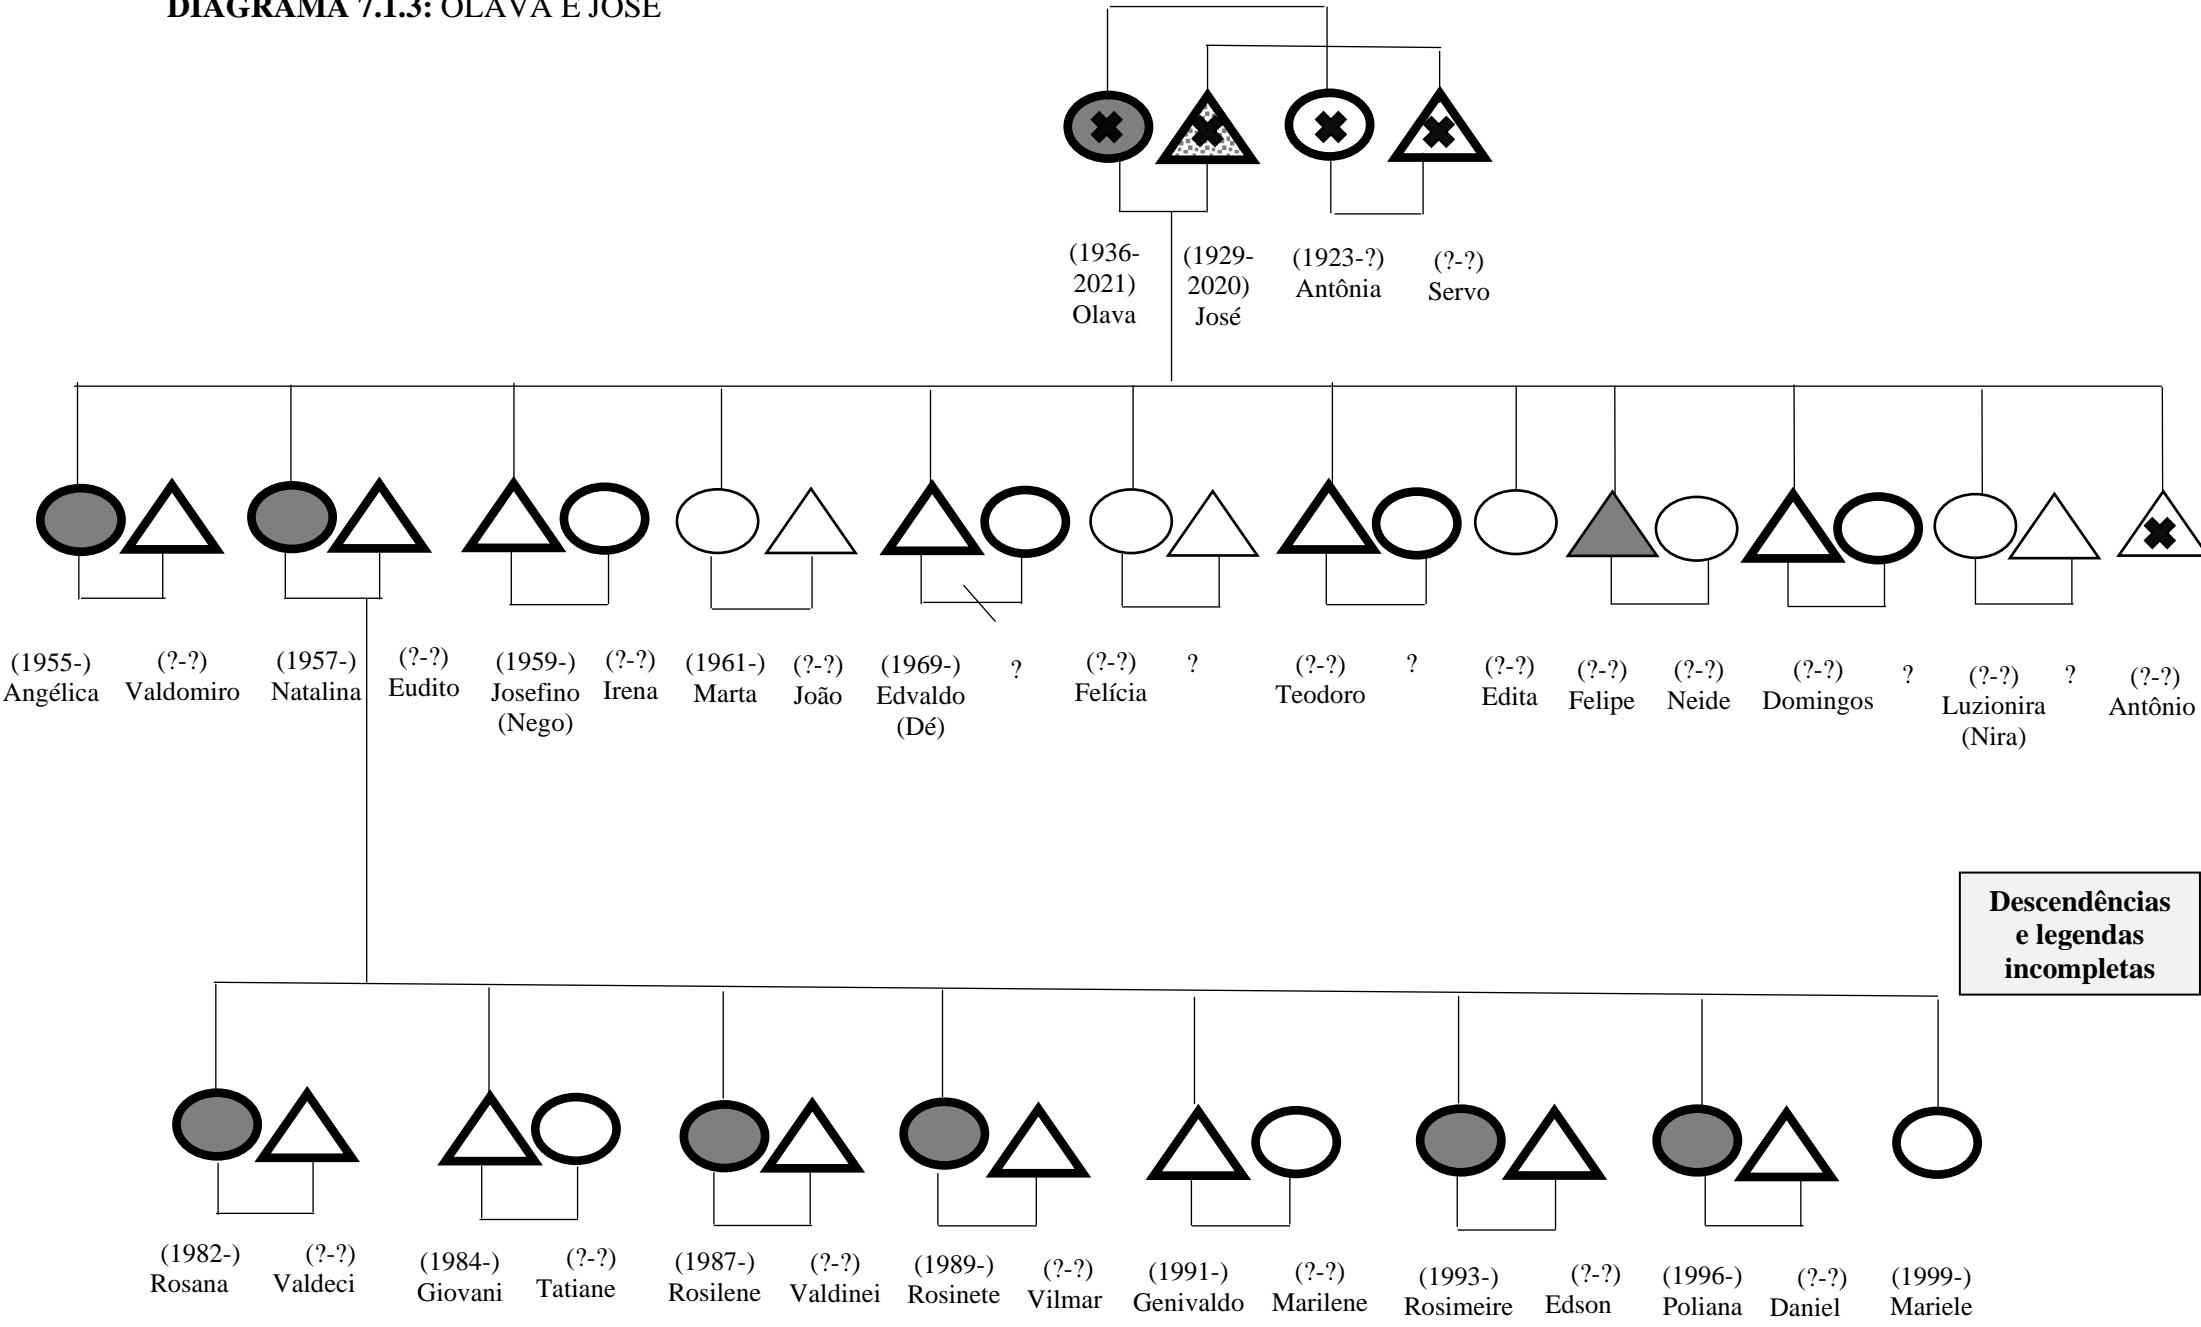 DIAGRAMA 7.1.3: OLAVA E JOSÉ
(1936-
2021)
Olava
(1929-
2020)
José
(1923-?)
Antônia
(?-?)
Servo
(1955-)
Angélica
(?-?)
Valdomiro
(1957-)
Natalina
(?-?)
Eudito
(1959-)
Josefino
(Nego)
(?-?)
Irena
(1961-)
Marta
(?-?)
João
(1969-)
Edvaldo
(Dé)
?
(?-?)
Felícia
?
(?-?)
Teodoro
?
(?-?)
Edita
(?-?)
Felipe
(?-?)
Neide
(?-?)
Domingos
?
(?-?)
Luzionira
(Nira)
?
(?-?)
Antônio
Descendências
e legendas
incompletas
(1982-)
Rosana
(?-?)
Valdeci
(1984-)
Giovani
(?-?)
Tatiane
(1987-)
Rosilene
(?-?)
Valdinei
(1989-)
Rosinete
(?-?)
Vilmar
(1991-)
Genivaldo
(?-?)
Marilene
(1993-)
Rosimeire
(?-?)
Edson
(1996-)
Poliana
(?-?)
Daniel
(1999-)
Mariele